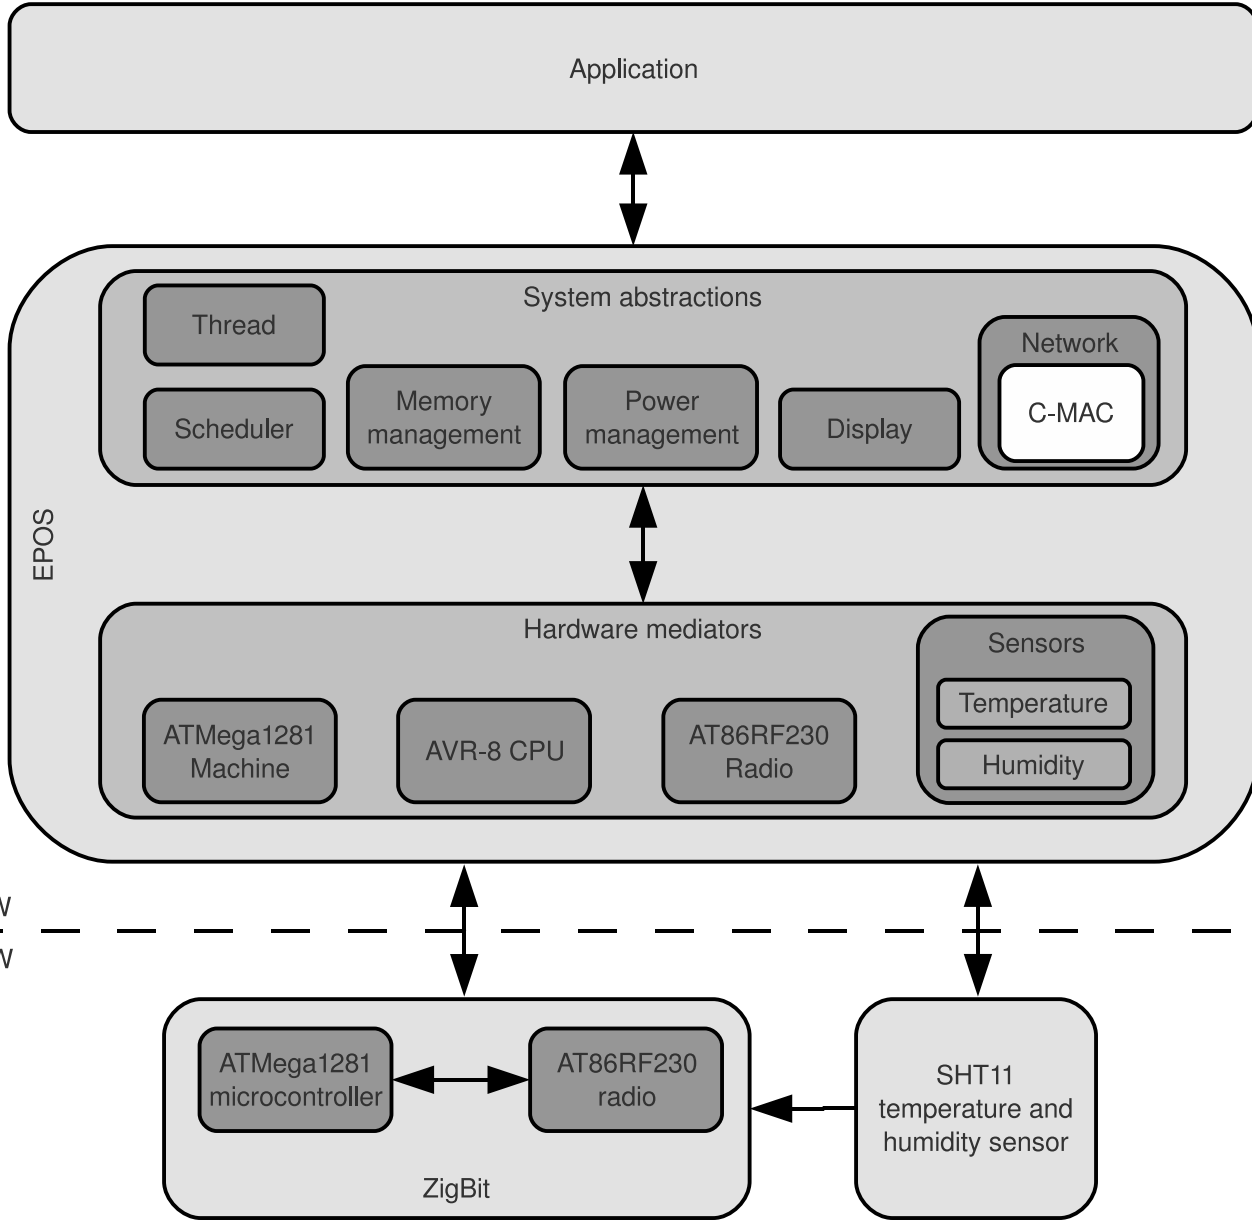 Application
System abstractions
Thread
Network
Memory
management
Power
management
C-MAC
Scheduler
Display
EPOS
Hardware mediators
Sensors
ATMega1281
Machine
AVR-8 CPU
AT86RF230
Radio
Temperature
Humidity
W
W
ATMega1281
microcontroller
AT86RF230
radio
SHT11
temperature and
humidity sensor
ZigBit